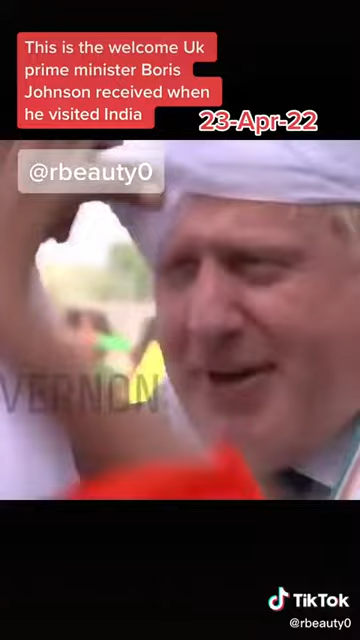 This is the welcome Uk
prime minister Boris
Johnson received when
he visited India
23-Apr-22
@rbeauty0
VERNON
TikTok
@rbeauty0